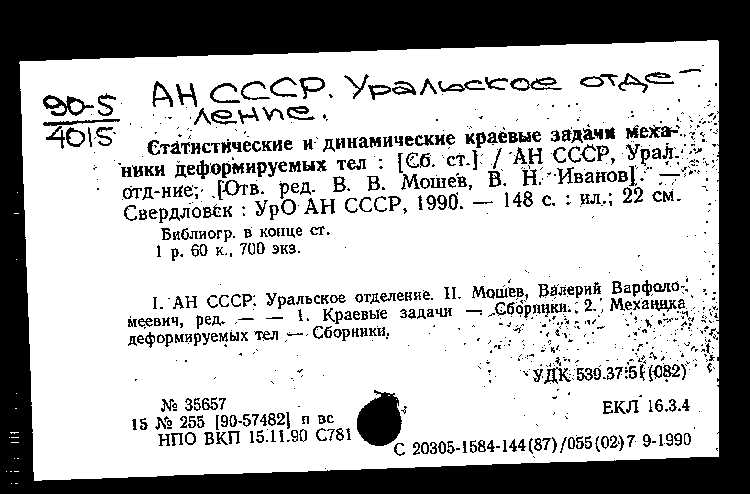 90-5
4015
АН СССР. Уральское отде-
ление.
Статистические и динамические краевые задачи меха-
ники деформируемых тел : [Сб. ст.] / АН СССР, Урал.
отд-ние; [Отв. ред. В. В. Мошев, В. Н. Иванов]. —
Свердловск : УрО АН СССР, 1990. — 148 с. : ил.; 22 см.
Библиогр. в конце ст.
1 р. 60 к., 700 экз.
I. АН СССР. Уральское отделение. II. Мошев, Валерий Варфоло-
меевич, ред. — — 1. Краевые задачи — Сборники. 2. Механика
деформируемых тел — Сборники.
УДК 539.37:51(082)
№ 35657
15 № 255 [90-57482] п вс
НПО ВКП 15.11.90 С781
ЕКЛ 16.3.4
С 20305-1584-144(87)/055(02)7 9-1990